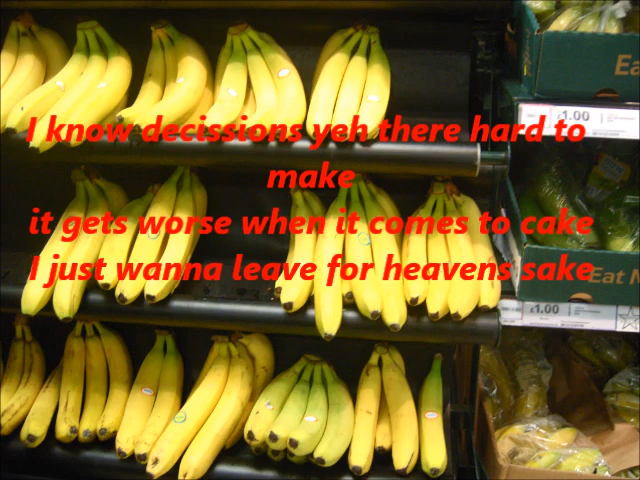 Ea
£1.00
I know decissions yeh there hard to
make
it gets worse when it comes to cake
I just wanna leave for heavens sake
Eat
£1.00